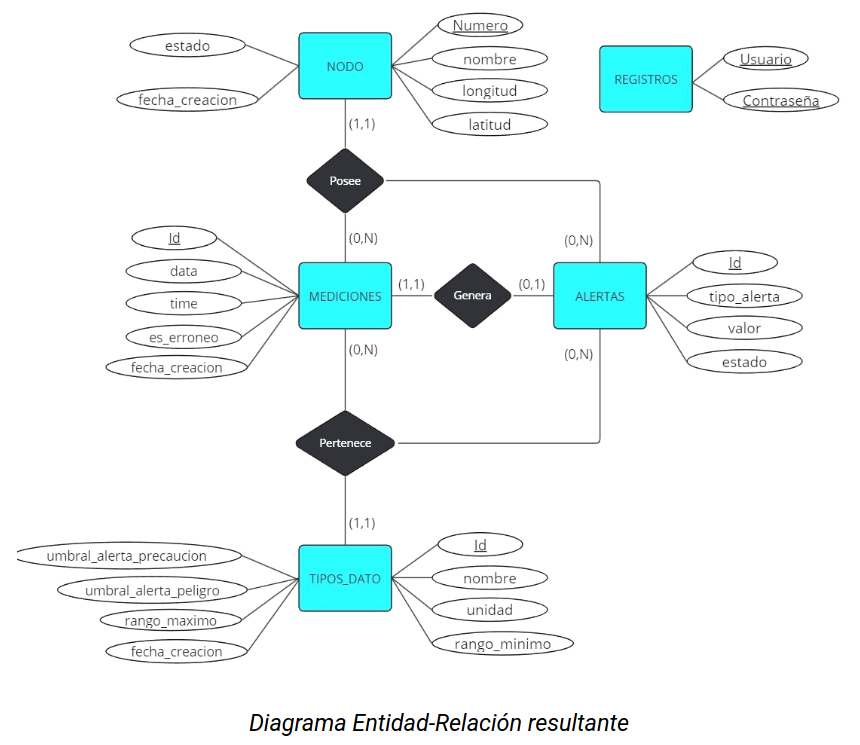 Numero
estado
nombre
NODO
REGISTROS
Usuario
longitud
fecha_creacion
Contraseña
latitud
(1,1)
Posee
(0,N)
(0,N)
Id
data
time
es_erroneo
fecha_creacion
MEDICIONES
(1,1)
Genera
(0,1)
ALERTAS
Id
tipo_alerta
valor
estado
(0,N)
(0,N)
Pertenece
(1,1)
umbral_alerta_precaucion
umbral_alerta_peligro
rango_maximo
fecha_creacion
TIPOS_DATO
Id
nombre
unidad
rango_minimo
Diagrama Entidad-Relación resultante